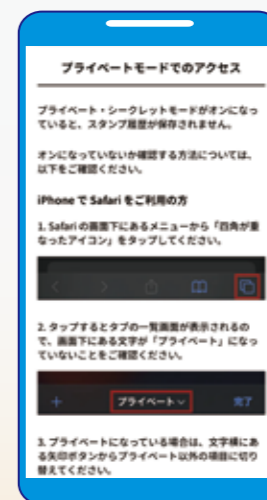 プライベートモードでのアクセス
プライベート・シークレットモードがオンになっ
ていると、スタンプ履歴が保存されません。
オンになっていないか確認する方法については、
以下をご確認ください。
iPhone で Safari をご利用の方
1. Safari の画面下にあるメニューから「四角が重
なったアイコン」をタップしてください。
2. タップするとタブの一覧画面が表示されるの
で、画面下にある文字が「プライベート」になっ
ていないことをご確認ください。
プライベート
完了
3. プライベートになっている場合は、文字横にあ
る矢印ボタンからプライベート以外の項目に切り
替えてください。